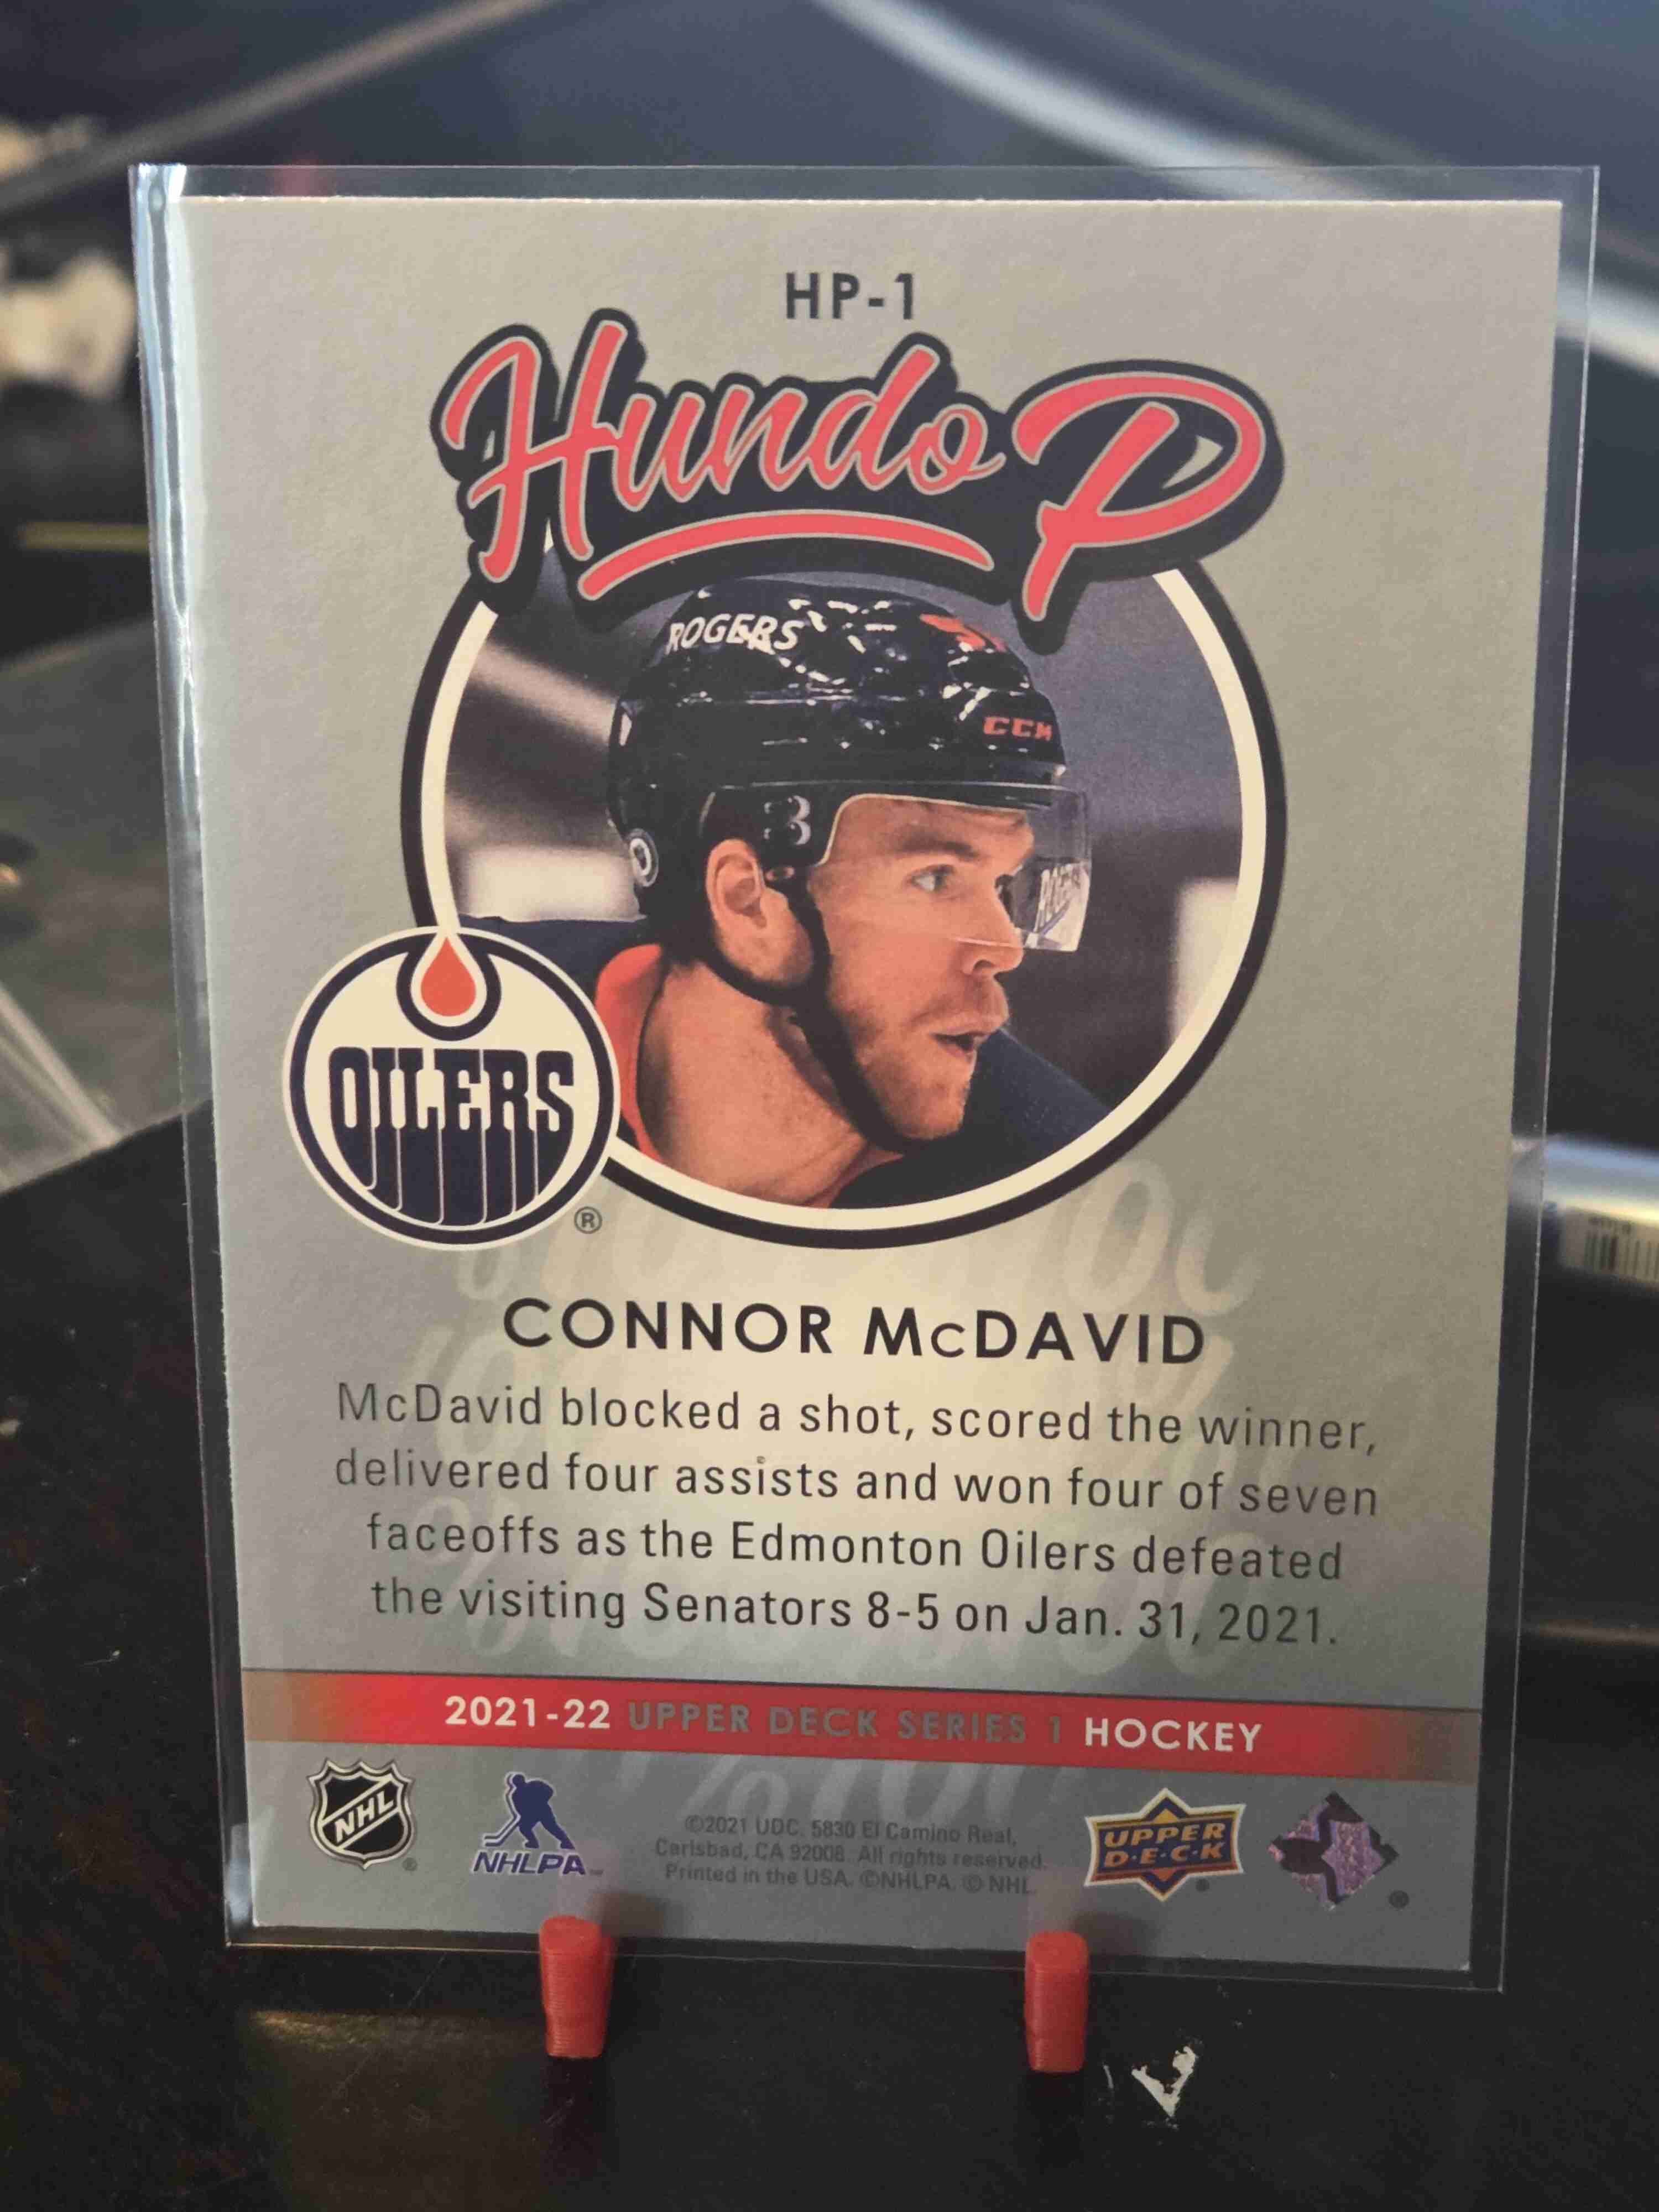 HP-1
Hundo P
ROGERS
CCM
OILERS
®
CONNOR McDAVID
McDavid blocked a shot, scored the winner,
delivered four assists and won four of seven
faceoffs as the Edmonton Oilers defeated
the visiting Senators 8-5 on Jan. 31, 2021.
2021-22 UPPER DECK SERIES 1 HOCKEY
NHL
NHLPA
©2021 UDC. 5830 El Camino Real,
Carlsbad, CA 92008. All rights reserved.
Printed in the USA. ©NHLPA. © NHL.
UPPER
D·E·C·K